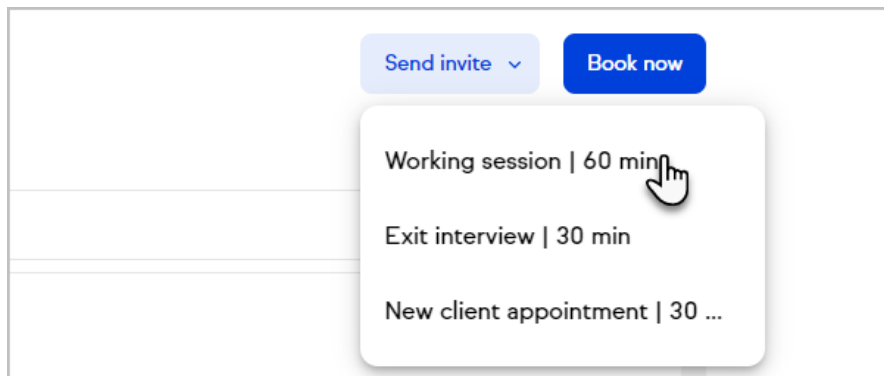 Send invite
Book now
Working session | 60 min
Exit interview | 30 min
New client appointment | 30 ...